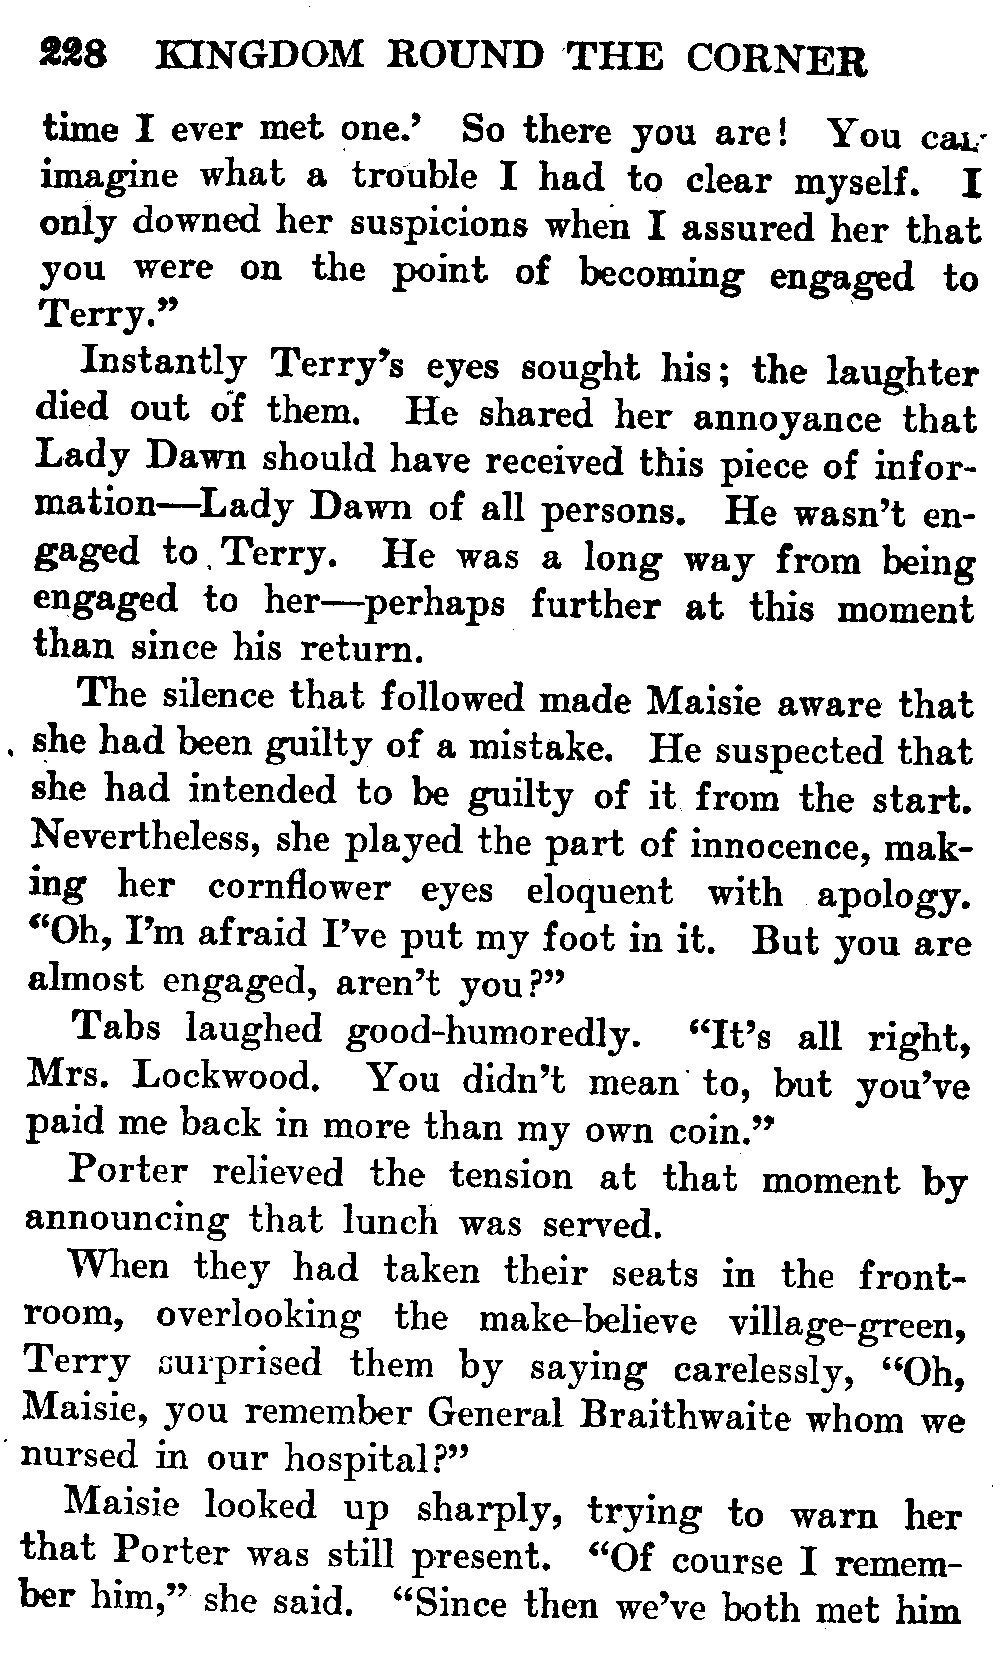 228 KINGDOM ROUND THE CORNER
time I ever met one.’ So there you are! You can
imagine what a trouble I had to clear myself. I
only downed her suspicions when I assured her that
you were on the point of becoming engaged to
Terry.”
Instantly Terry’s eyes sought his; the laughter
died out of them. He shared her annoyance that
Lady Dawn should have received this piece of infor-
mation—Lady Dawn of all persons. He wasn’t en-
gaged to Terry. He was a long way from being
engaged to her—perhaps further at this moment
than since his return.
The silence that followed made Maisie aware that
she had been guilty of a mistake. He suspected that
she had intended to be guilty of it from the start.
Nevertheless, she played the part of innocence, mak-
ing her cornflower eyes eloquent with apology.
“Oh, I’m afraid I’ve put my foot in it. But you are
almost engaged, aren’t you?”
Tabs laughed good-humoredly. “It’s all right,
Mrs. Lockwood. You didn’t mean to, but you’ve
paid me back in more than my own coin.”
Porter relieved the tension at that moment by
announcing that lunch was served.
When they had taken their seats in the front-
room, overlooking the make-believe village-green,
Terry surprised them by saying carelessly, “Oh,
Maisie, you remember General Braithwaite whom we
nursed in our hospital?”
Maisie looked up sharply, trying to warn her
that Porter was still present. “Of course I remem-
ber him,” she said. “Since then we’ve both met him